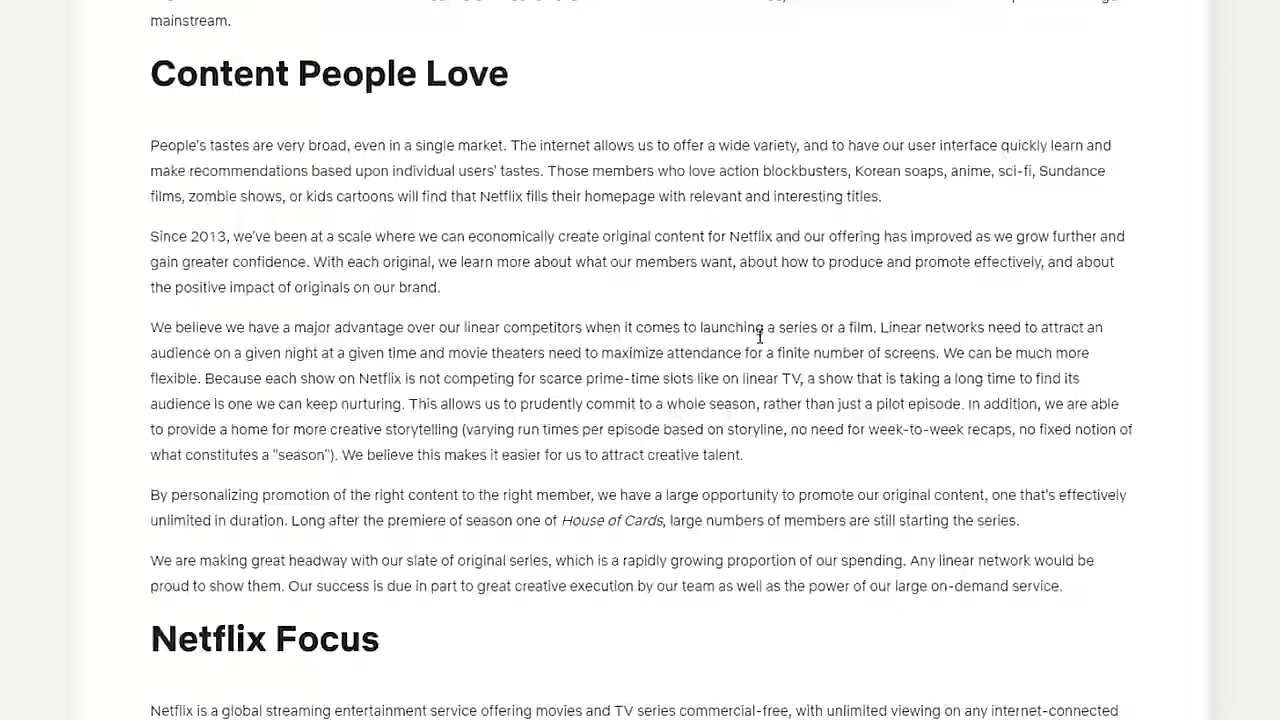 mainstream.
Content People Love
People's tastes are very broad, even in a single market. The internet allows us to offer a wide variety, and to have our user interface quickly learn and
make recommendations based upon individual users' tastes. Those members who love action blockbusters, Korean soaps, anime, sci-fi, Sundance
films, zombie shows, or kids cartoons will find that Netflix fills their homepage with relevant and interesting titles.
Since 2013, we've been at a scale where we can economically create original content for Netflix and our offering has improved as we grow further and
gain greater confidence. With each original, we learn more about what our members want, about how to produce and promote effectively, and about
the positive impact of originals on our brand.
We believe we have a major advantage over our linear competitors when it comes to launching a series or a film. Linear networks need to attract an
audience on a given night at a given time and movie theaters need to maximize attendance for a finite number of screens. We can be much more
flexible. Because each show on Netflix is not competing for scarce prime-time slots like on linear TV, a show that is taking a long time to find its
audience is one we can keep nurturing. This allows us to prudently commit to a whole season, rather than just a pilot episode. In addition, we are able
to provide a home for more creative storytelling (varying run times per episode based on storyline, no need for week-to-week recaps, no fixed notion of
what constitutes a "season"). We believe this makes it easier for us to attract creative talent.
By personalizing promotion of the right content to the right member, we have a large opportunity to promote our original content, one that's effectively
unlimited in duration. Long after the premiere of season one of House of Cards, large numbers of members are still starting the series.
We are making great headway with our slate of original series, which is a rapidly growing proportion of our spending. Any linear network would be
proud to show them. Our success is due in part to great creative execution by our team as well as the power of our large on-demand service.
Netflix Focus
Netflix is a global streaming entertainment service offering movies and TV series commercial-free, with unlimited viewing on any internet-connected